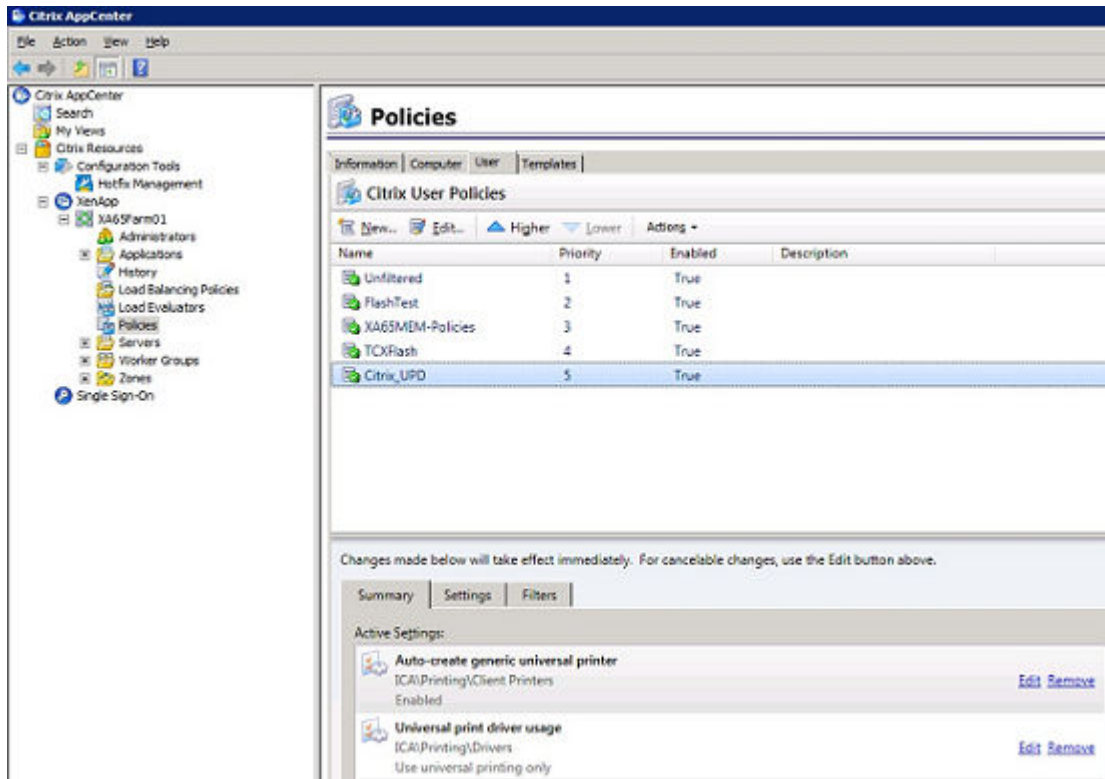 Citrix AppCenter
File Action View Help
Citrix AppCenter
Search
My Views
Citrix Resources
Configuration Tools
Hotfix Management
XenApp
XA65Farm01
Administrators
Applications
History
Load Balancing Policies
Load Evaluators
Policies
Servers
Worker Groups
Zones
Single Sign-On
Policies
Information Computer User Templates
Citrix User Policies
New... Edit... Higher Lower Actions
Name Priority Enabled Description
Unfiltered 1 True
FlashTest 2 True
XA65MEM-Policies 3 True
TCXFlash 4 True
Citrix_UPD 5 True
Changes made below will take effect immediately. For cancelable changes, use the Edit button above.
Summary Settings Filters
Active Settings:
Auto-create generic universal printer
ICA\Printing\Client Printers Edit Remove
Enabled
Universal print driver usage
ICA\Printing\Drivers Edit Remove
Use universal printing only